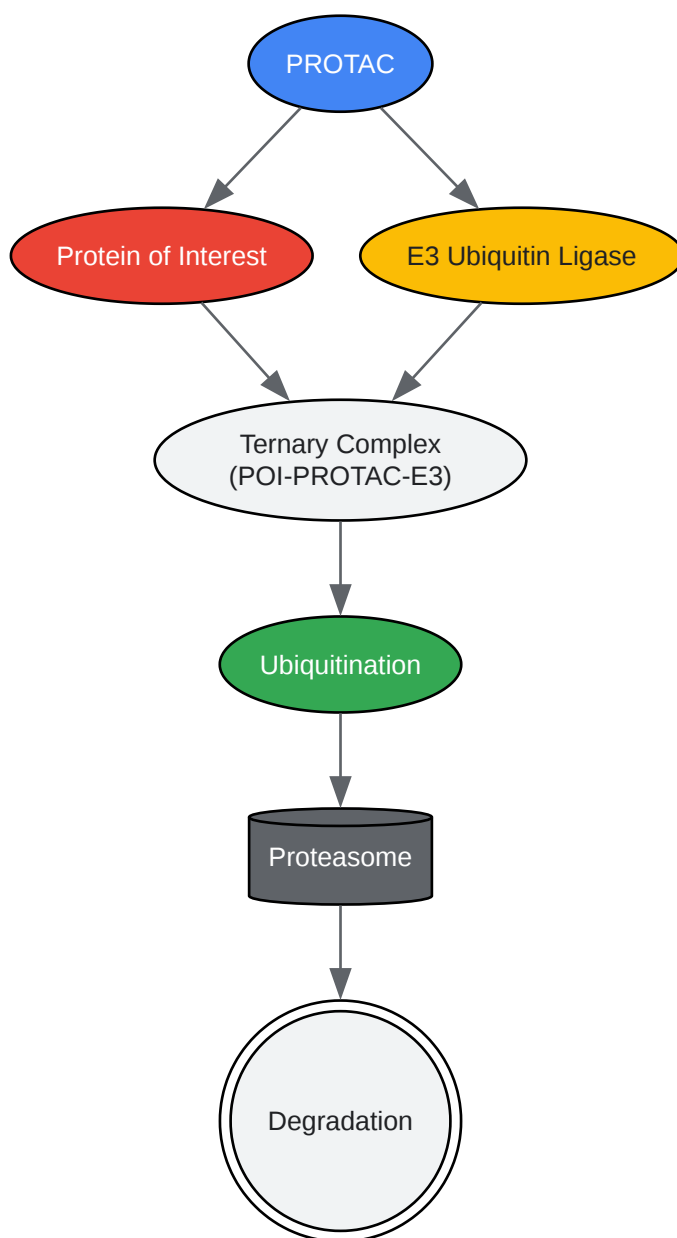 PROTAC
Protein of Interest
E3 Ubiquitin Ligase
Ternary Complex
(POI-PROTAC-E3)
Ubiquitination
Proteasome
Degradation